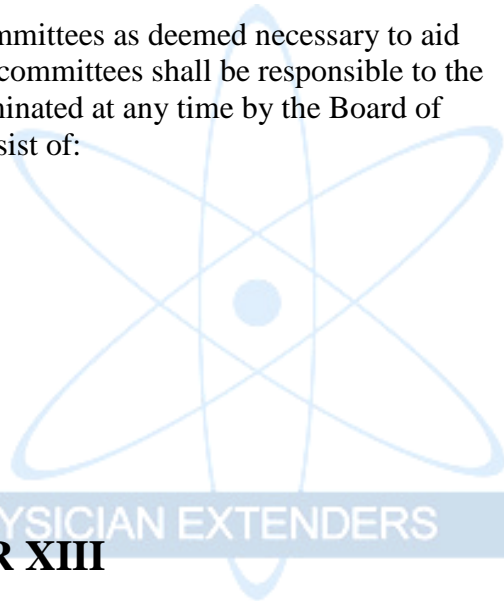 mmittees as deemed necessary to aid
committees shall be responsible to the
minated at any time by the Board of
sist of:
YSICIAN EXTENDERS
R XIII